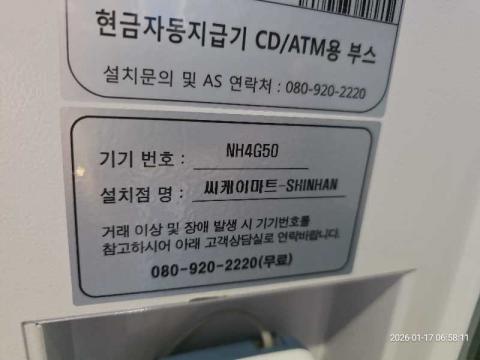 현금자동지급기 CD/ATM용 부스
설치문의 및 AS 연락처 : 080-920-2220
기기 번호 : NH4G50
설치점 명 : 씨케이마트-SHINHAN
거래 이상 및 장애 발생 시 기기번호를
참고하시어 아래 고객상담실로 연락바랍니다.
080-920-2220(무료)
2026-01-17 06:58:11